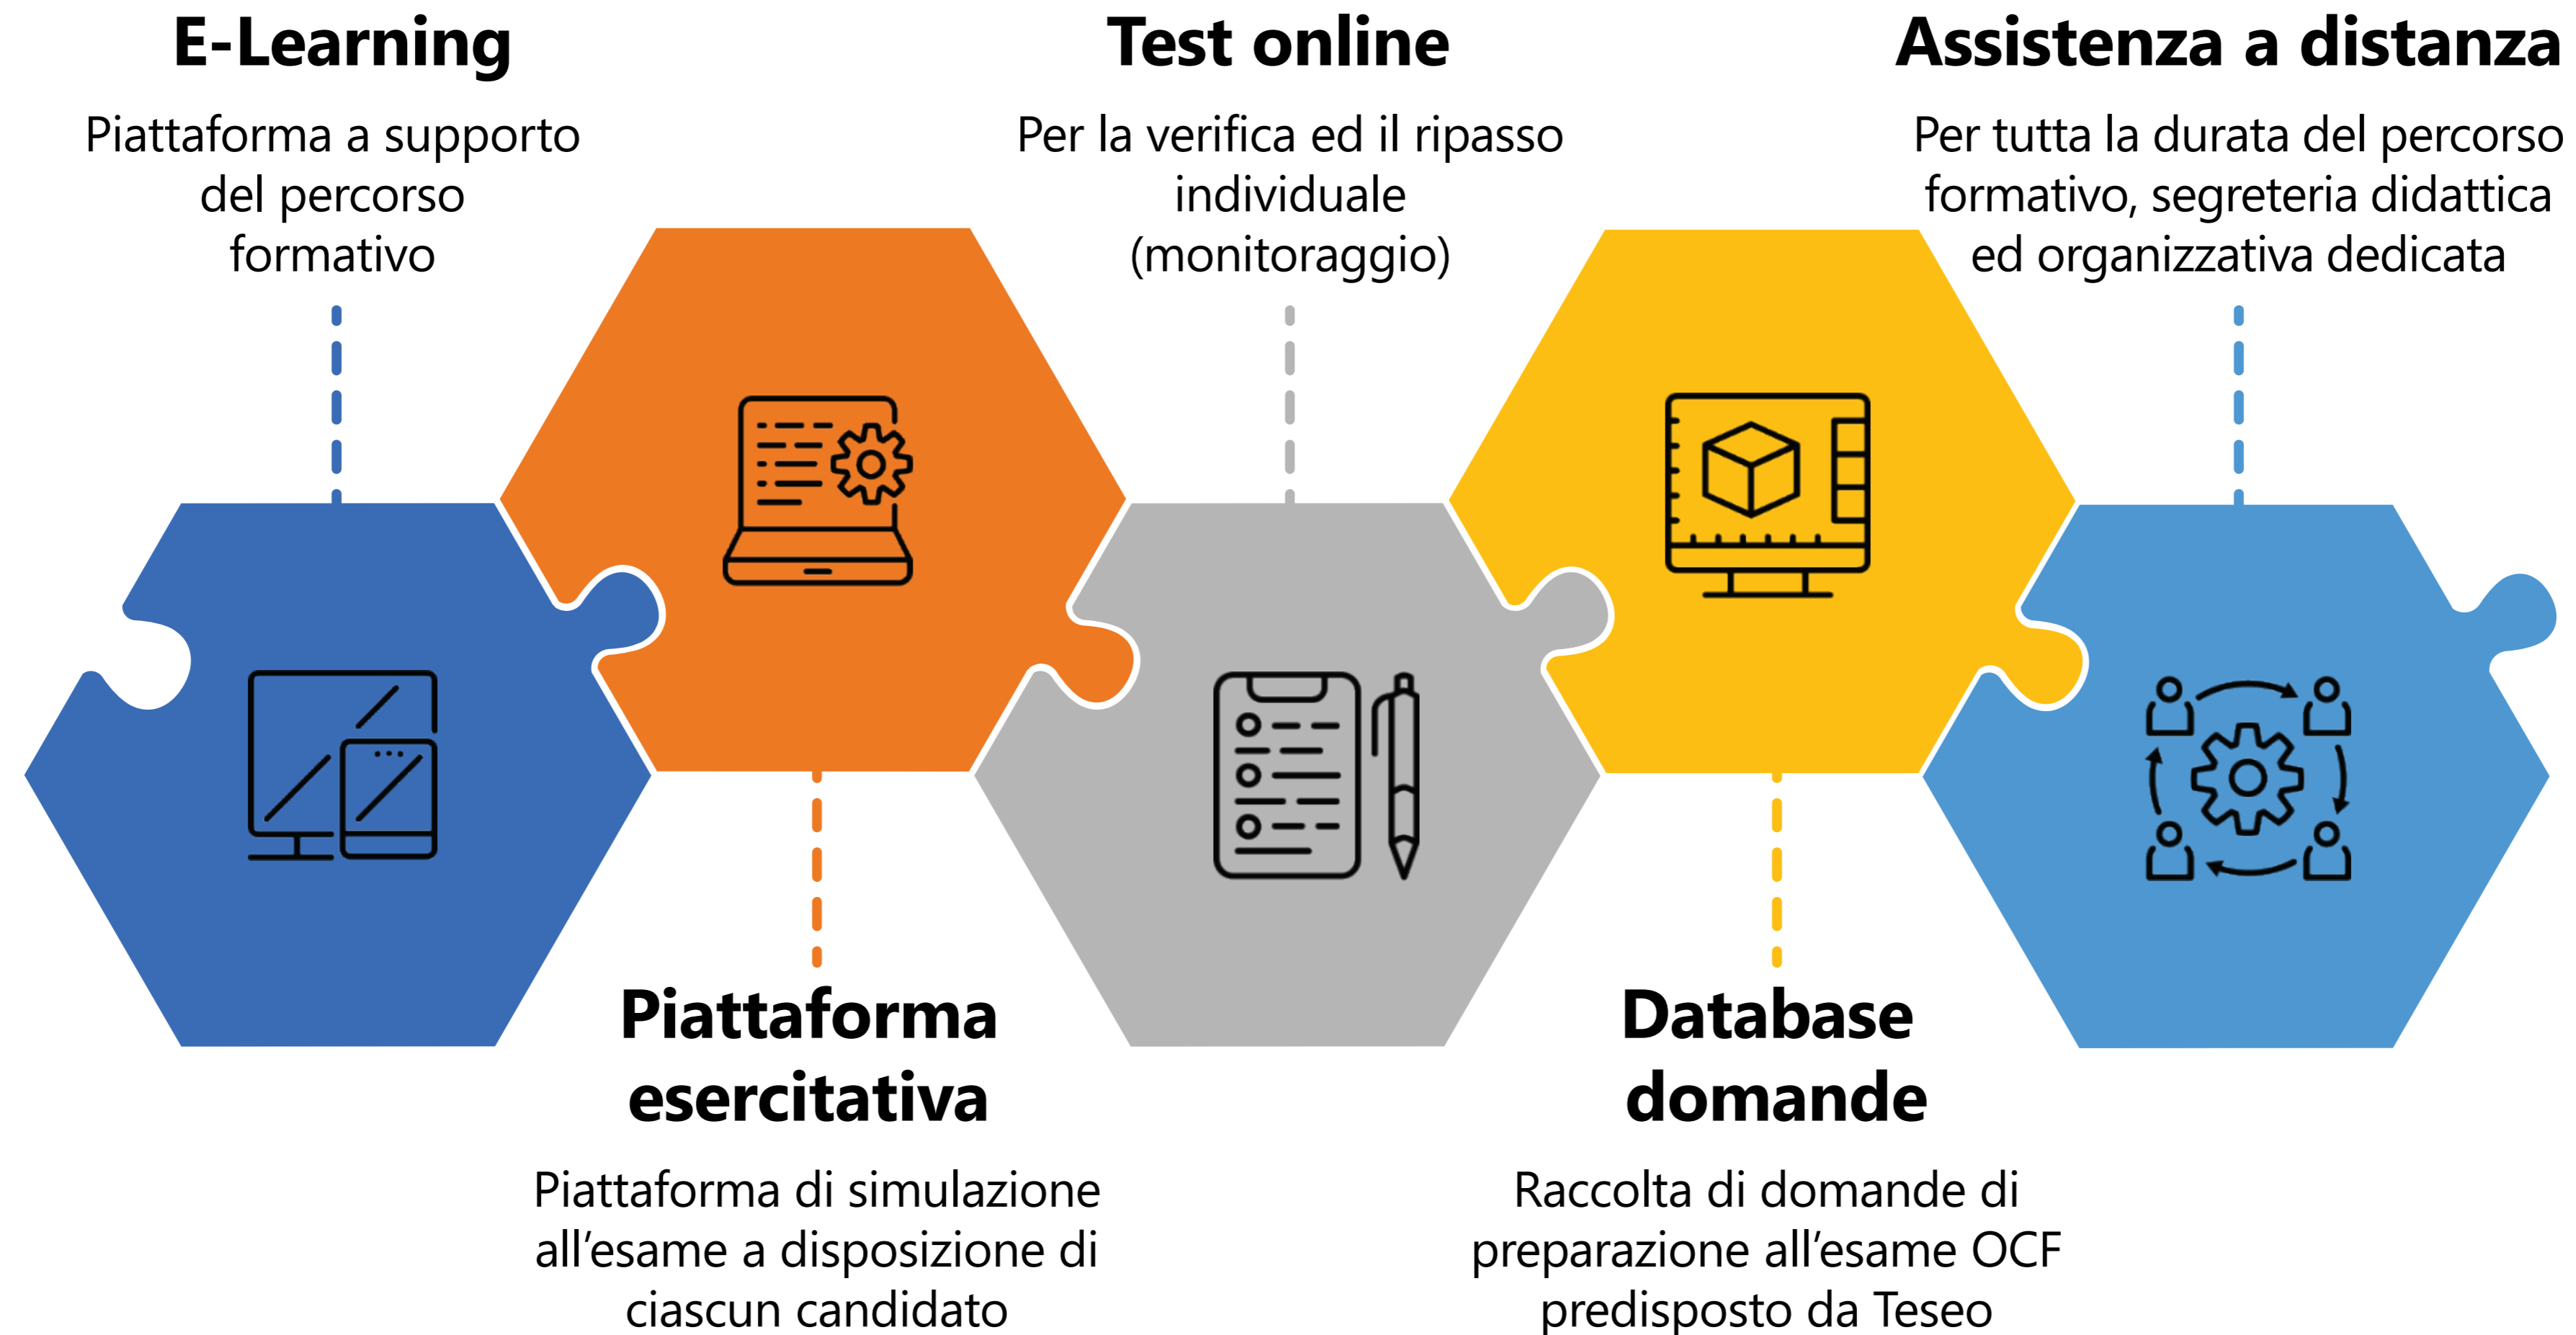 E-Learning
Piattaforma a supporto
del percorso
formativo
Piattaforma
esercitativa
Piattaforma di simulazione
all’esame a disposizione di
ciascun candidato
Test online
Per la verifica ed il ripasso
individuale
(monitoraggio)
Database
domande
Raccolta di domande di
preparazione all’esame OCF
predisposto da Teseo
Assistenza a distanza
Per tutta la durata del percorso
formativo, segreteria didattica
ed organizzativa dedicata